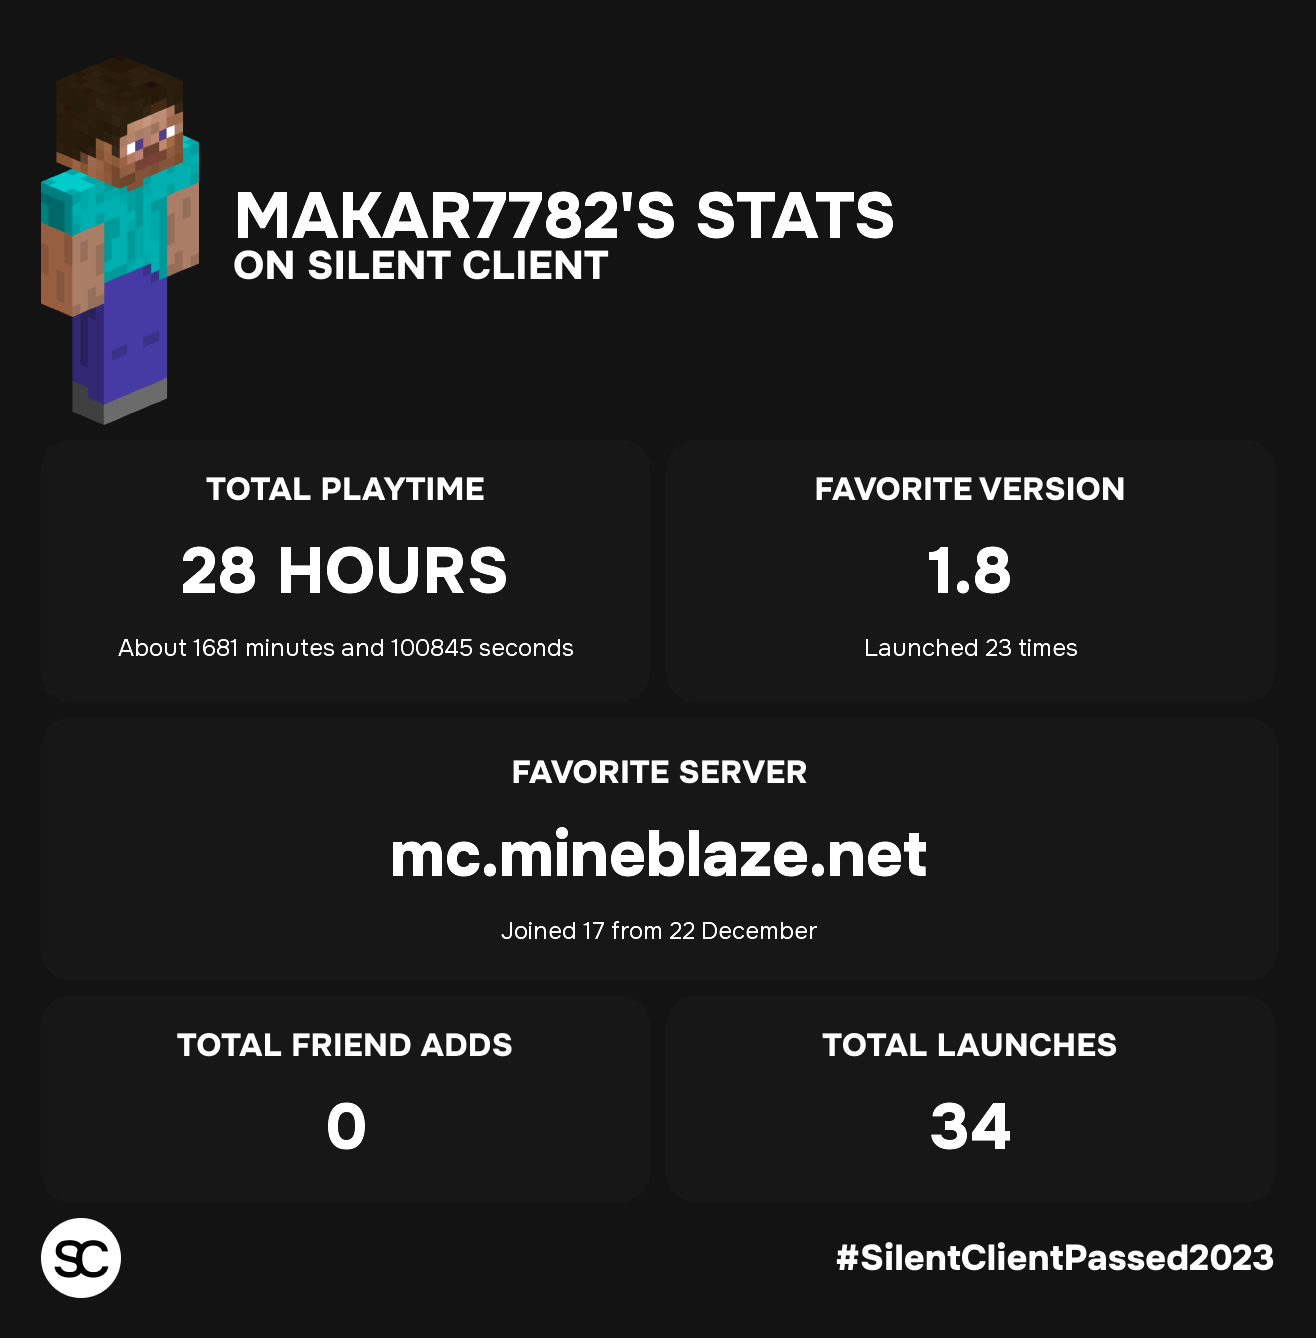 MAKAR7782'S STATS
ON SILENT CLIENT
TOTAL PLAYTIME
28 HOURS
About 1681 minutes and 100845 seconds
FAVORITE VERSION
1.8
Launched 23 times
FAVORITE SERVER
mc.mineblaze.net
Joined 17 from 22 December
TOTAL FRIEND ADDS
0
TOTAL LAUNCHES
34
SC
#SilentClientPassed2023